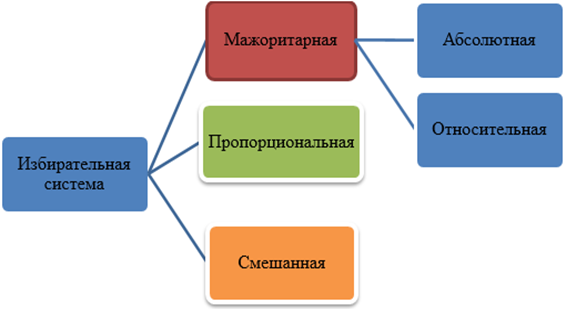 Мажоритарная
Абсолютная
Пропорциональная
Относительная
Избирательная
система
Смешанная